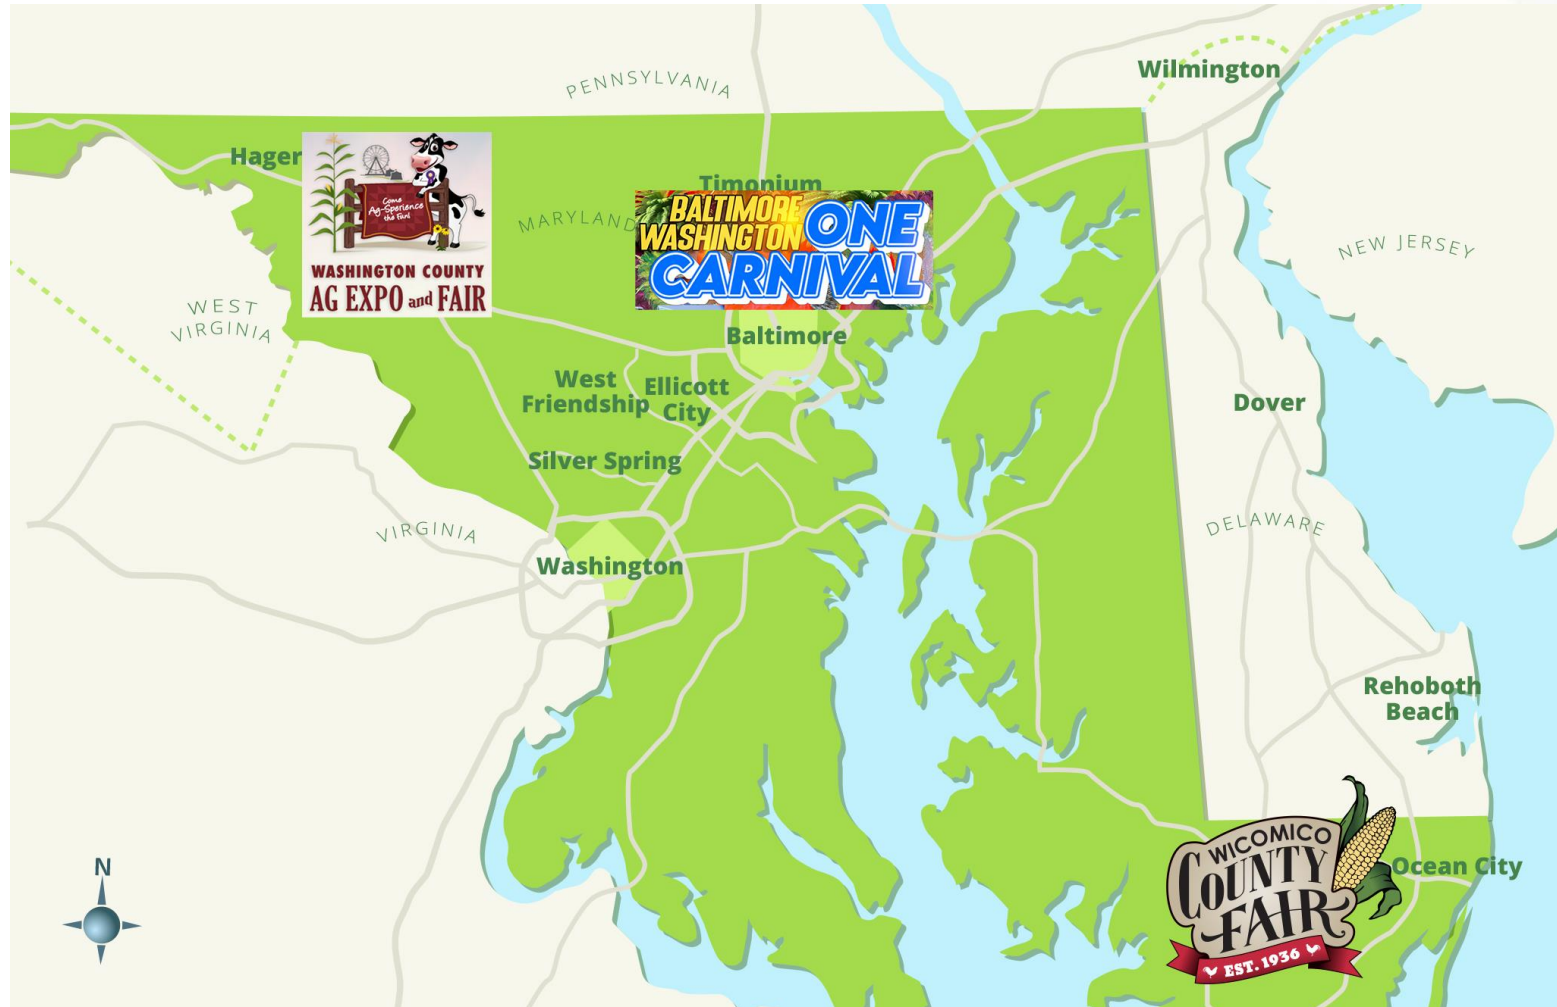 PENNSYLVANIA
Wilmington
Hager
Come
Ag-Sperience
the Fun!
WASHINGTON COUNTY
AG EXPO and FAIR
MARYLAND
Timonium
BALTIMORE
WASHINGTON
ONE
CARNIVAL
NEW JERSEY
WEST
VIRGINIA
Baltimore
West
Friendship
Ellicott
City
Dover
Silver Spring
VIRGINIA
DELAWARE
Washington
Rehoboth
Beach
WICOMICO
COUNTY
FAIR
EST. 1936
Ocean City
N